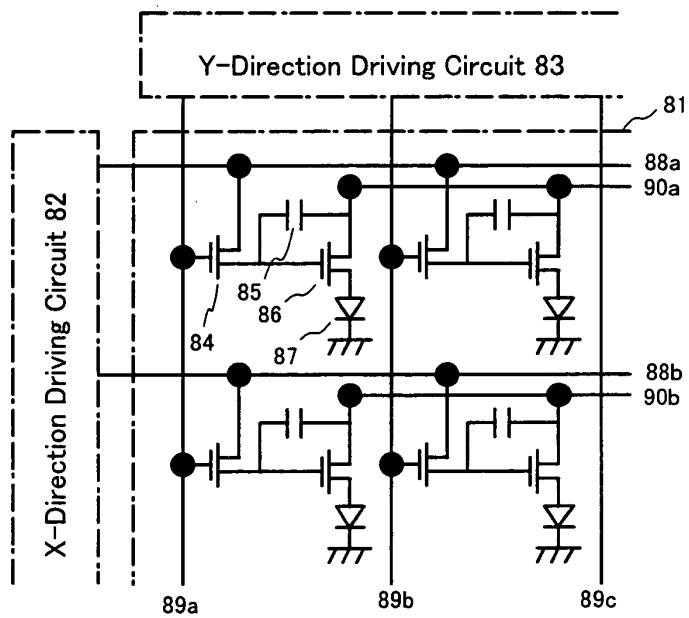 Y-Direction Driving Circuit 83
81
88a
90a
X-Direction Driving Circuit 82
84
85
86
87
88b
90b
89a
89b
89c